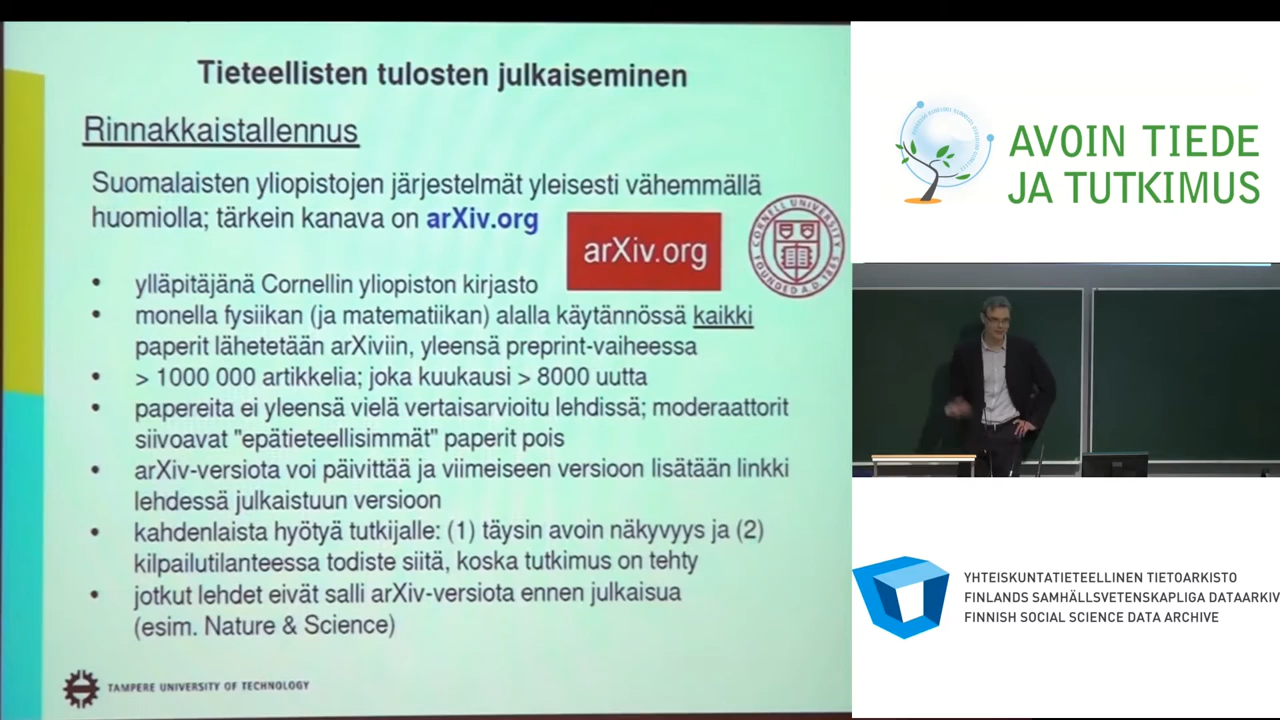 Tieteellisten tulosten julkaiseminen
Rinnakkaistallennus
Suomalaisten yliopistojen järjestelmät yleisesti vähemmällä
huomiolla; tärkein kanava on arXiv.org
arXiv.org
CORNELL UNIVERSITY
FOUNDED A.D. 1865
• ylläpitäjänä Cornellin yliopiston kirjasto
• monella fysiikan (ja matematiikan) alalla käytännössä kaikki
paperit lähetetään arXiviin, yleensä preprint-vaiheessa
• > 1000 000 artikkelia; joka kuukausi > 8000 uutta
• papereita ei yleensä vielä vertaisarvioitu lehdissä; moderaattorit
siivoavat "epätieteellisimmät" paperit pois
• arXiv-versiota voi päivittää ja viimeiseen versioon lisätään linkki
lehdessä julkaistuun versioon
• kahdenlaista hyötyä tutkijalle: (1) täysin avoin näkyvyys ja (2)
kilpailutilanteessa todiste siitä, koska tutkimus on tehty
• jotkut lehdet eivät salli arXiv-versiota ennen julkaisua
(esim. Nature & Science)
TAMPERE UNIVERSITY OF TECHNOLOGY
AVOIN TIEDE
JA TUTKIMUS
YHTEISKUNTATIETEELLINEN TIETOARKISTO
FINLANDS SAMHÄLLSVETENSKAPLIGA DATAARKIV
FINNISH SOCIAL SCIENCE DATA ARCHIVE